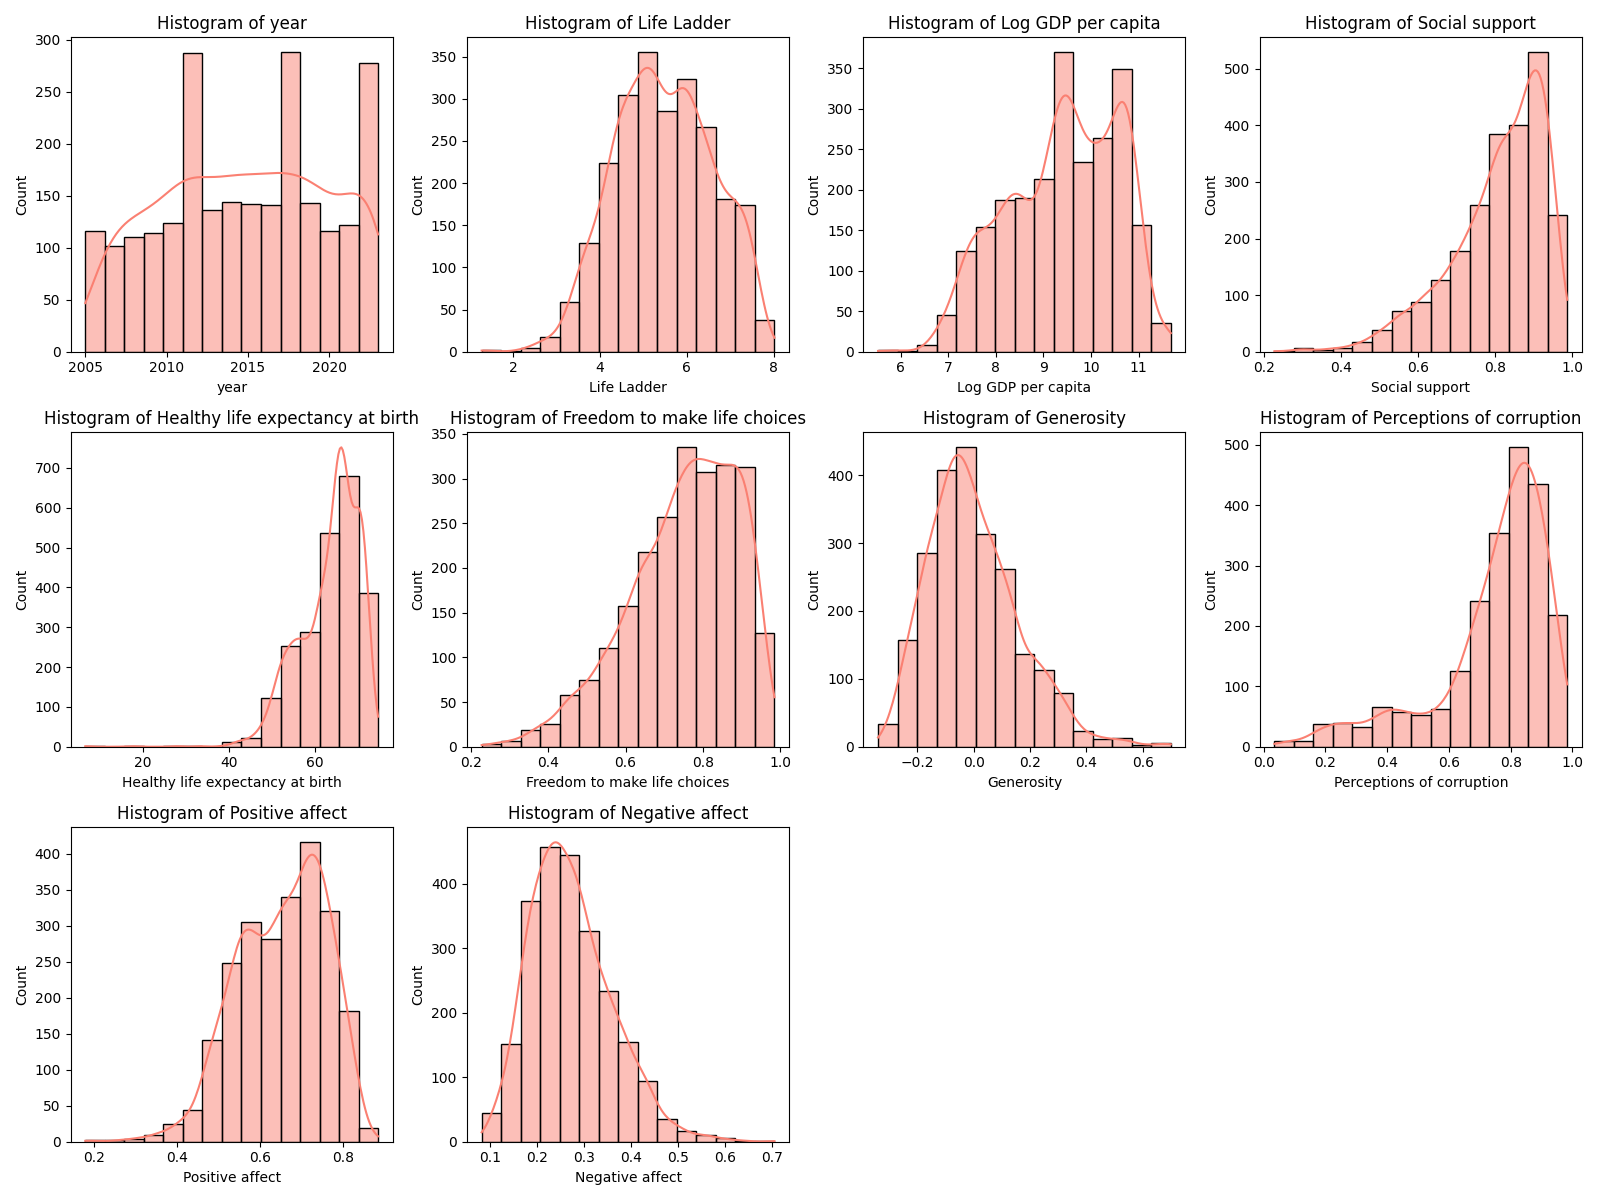 Histogram of year
300
250
200
150
100
50
0
Count
2005 2010 2015 2020
year
Histogram of Life Ladder
350
300
250
200
150
100
50
0
Count
2 4 6 8
Life Ladder
Histogram of Log GDP per capita
350
300
250
200
150
100
50
0
Count
6 7 8 9 10 11
Log GDP per capita
Histogram of Social support
500
400
300
200
100
0
Count
0.2 0.4 0.6 0.8 1.0
Social support
Histogram of Healthy life expectancy at birth
700
600
500
400
300
200
100
0
Count
20 40 60
Healthy life expectancy at birth
Histogram of Freedom to make life choices
350
300
250
200
150
100
50
0
Count
0.2 0.4 0.6 0.8 1.0
Freedom to make life choices
Histogram of Generosity
400
300
200
100
0
Count
−0.2 0.0 0.2 0.4 0.6
Generosity
Histogram of Perceptions of corruption
500
400
300
200
100
0
Count
0.0 0.2 0.4 0.6 0.8 1.0
Perceptions of corruption
Histogram of Positive affect
400
350
300
250
200
150
100
50
0
Count
0.2 0.4 0.6 0.8
Positive affect
Histogram of Negative affect
400
300
200
100
0
Count
0.1 0.2 0.3 0.4 0.5 0.6 0.7
Negative affect